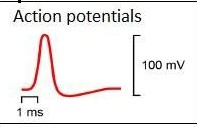 Action potentials
100 mV
1 ms